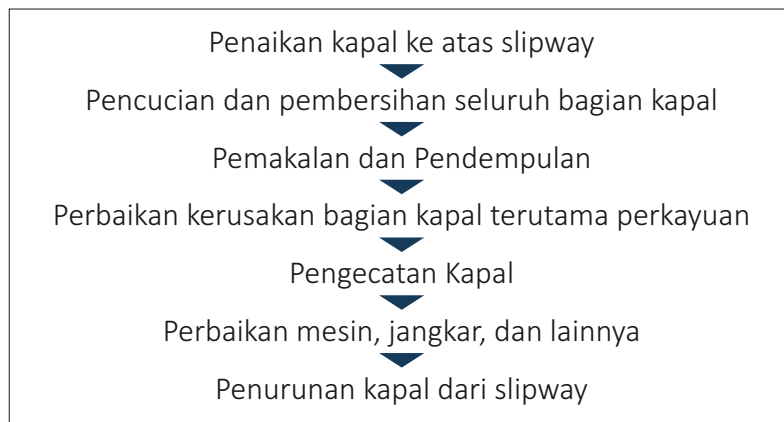 Penaikan kapal ke atas slipway
Pencucian dan pembersihan seluruh bagian kapal
Pemakalan dan Pendempulan
Perbaikan kerusakan bagian kapal terutama perkayuan
Pengecatan Kapal
Perbaikan mesin, jangkar, dan lainnya
Penurunan kapal dari slipway